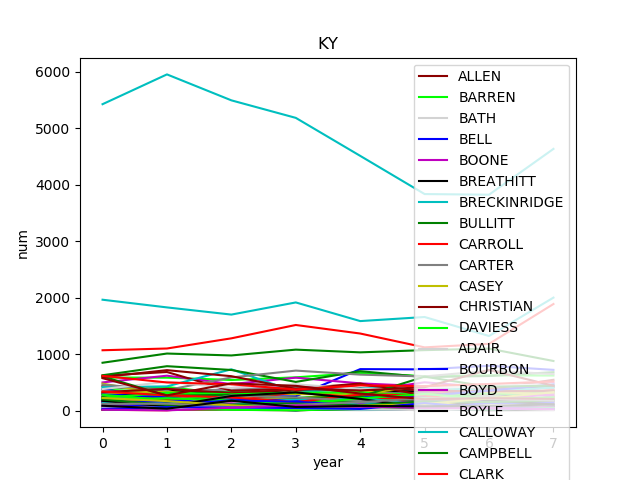 KY
6000
5000
4000
3000
2000
1000
0
num
0 1 2 3 4 5 6 7
year
ALLEN
BARREN
BATH
BELL
BOONE
BREATHITT
BRECKINRIDGE
BULLITT
CARROLL
CARTER
CASEY
CHRISTIAN
DAVIESS
ADAIR
BOURBON
BOYD
BOYLE
CALLOWAY
CAMPBELL
CLARK